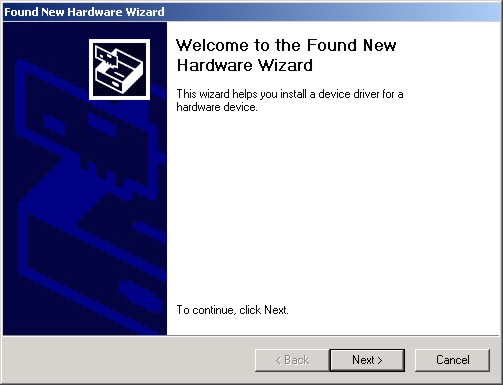 Found New Hardware Wizard
Welcome to the Found New
Hardware Wizard
This wizard helps you install a device driver for a
hardware device.
To continue, click Next.
< Back
Next >
Cancel